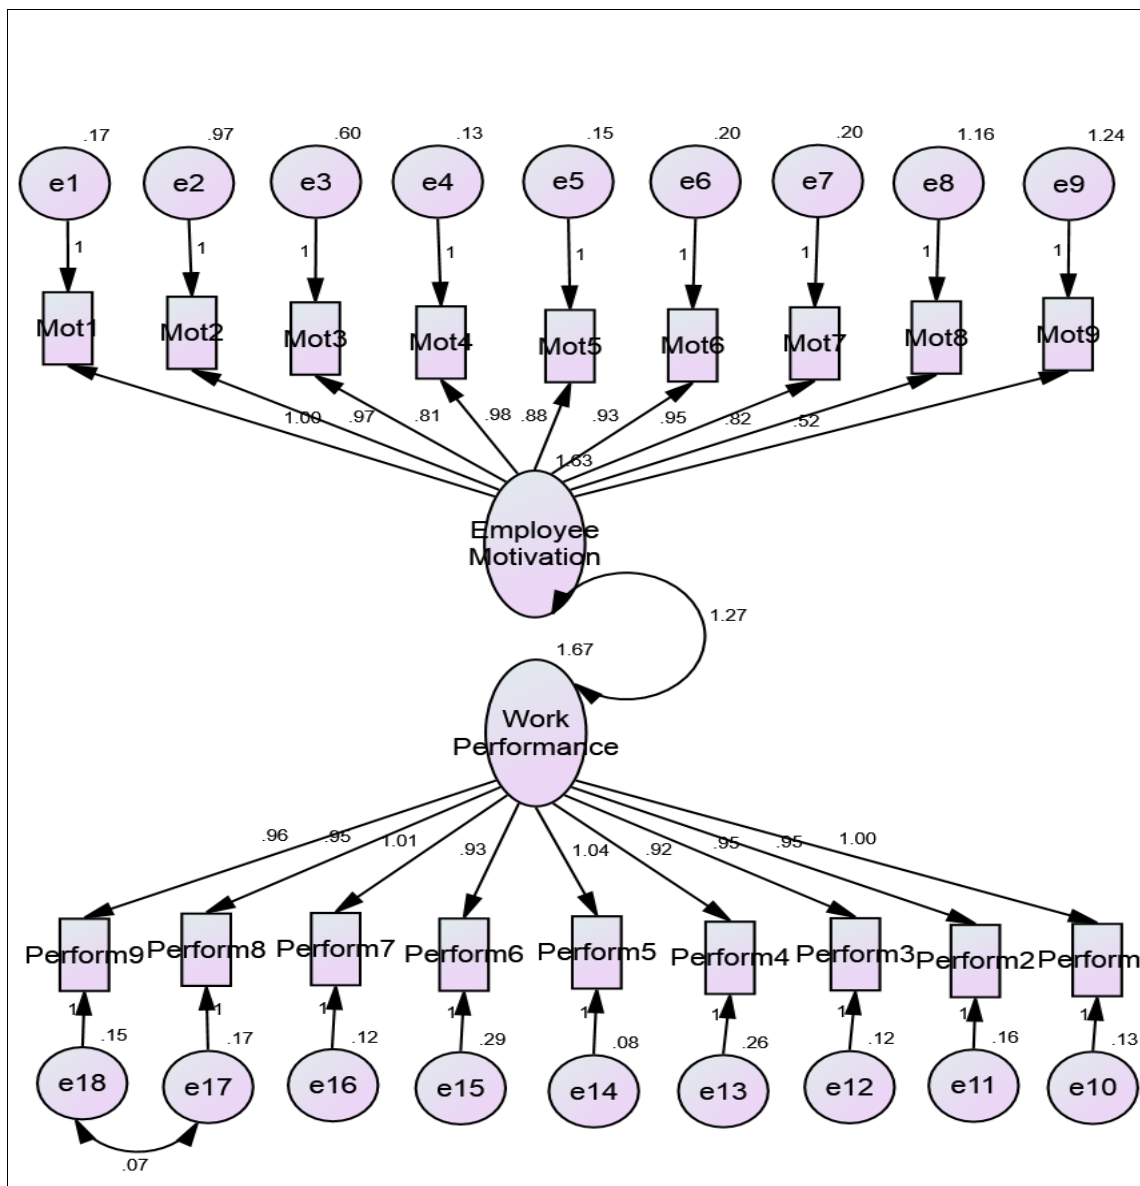 .17 .97 .60 .13 .15 .20 .20 1.16 1.24
e1 e2 e3 e4 e5 e6 e7 e8 e9
1 1 1 1 1 1 1 1 1
Mot1 Mot2 Mot3 Mot4 Mot5 Mot6 Mot7 Mot8 Mot9
1.00 .97 .81 .98 .88 .93 .95 .82 .52
1.63
Employee
Motivation
1.27
1.67
Work
Performance
.96 .95 1.01 .93 1.04 .92 .95 .95 1.00
Perform9 Perform8 Perform7 Perform6 Perform5 Perform4 Perform3 Perform2 Perform
1 1 1 1 1 1 1 1 1
.15 .17 .12 .29 .08 .26 .12 .16 .13
e18 e17 e16 e15 e14 e13 e12 e11 e10
.07